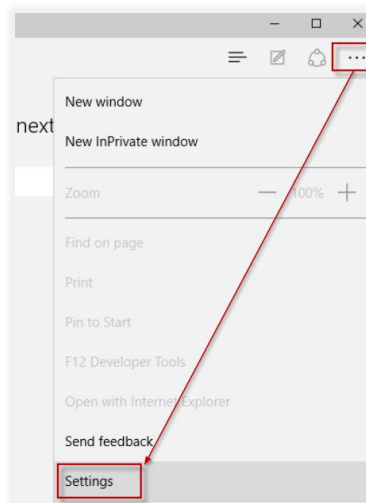 New window
next
New InPrivate window
Zoom 100%
Find on page
Print
Pin to Start
F12 Developer Tools
Open with Internet Explorer
Send feedback
Settings